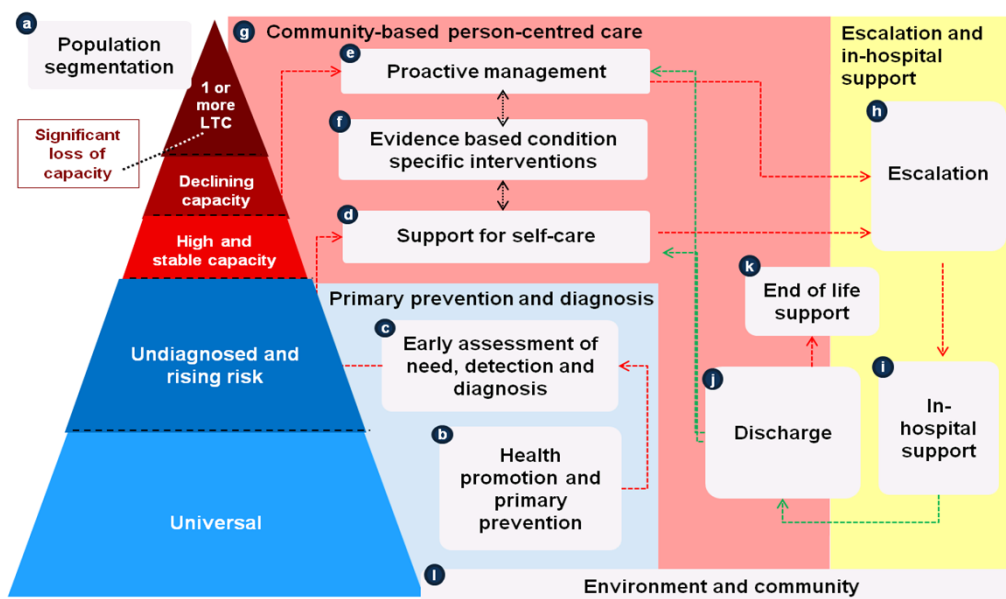 a
Population
segmentation
1 or
more
LTC
Significant
loss of
capacity
Declining
capacity
High and
stable capacity
Undiagnosed and
rising risk
Universal
g
Community-based person-centred care
e
Proactive management
f
Evidence based condition
specific interventions
d
Support for self-care
Primary prevention and diagnosis
c
Early assessment of
need, detection and
diagnosis
b
Health
promotion and
primary
prevention
Escalation and
in-hospital
support
h
Escalation
k
End of life
support
j
Discharge
i
In-
hospital
support
l
Environment and community